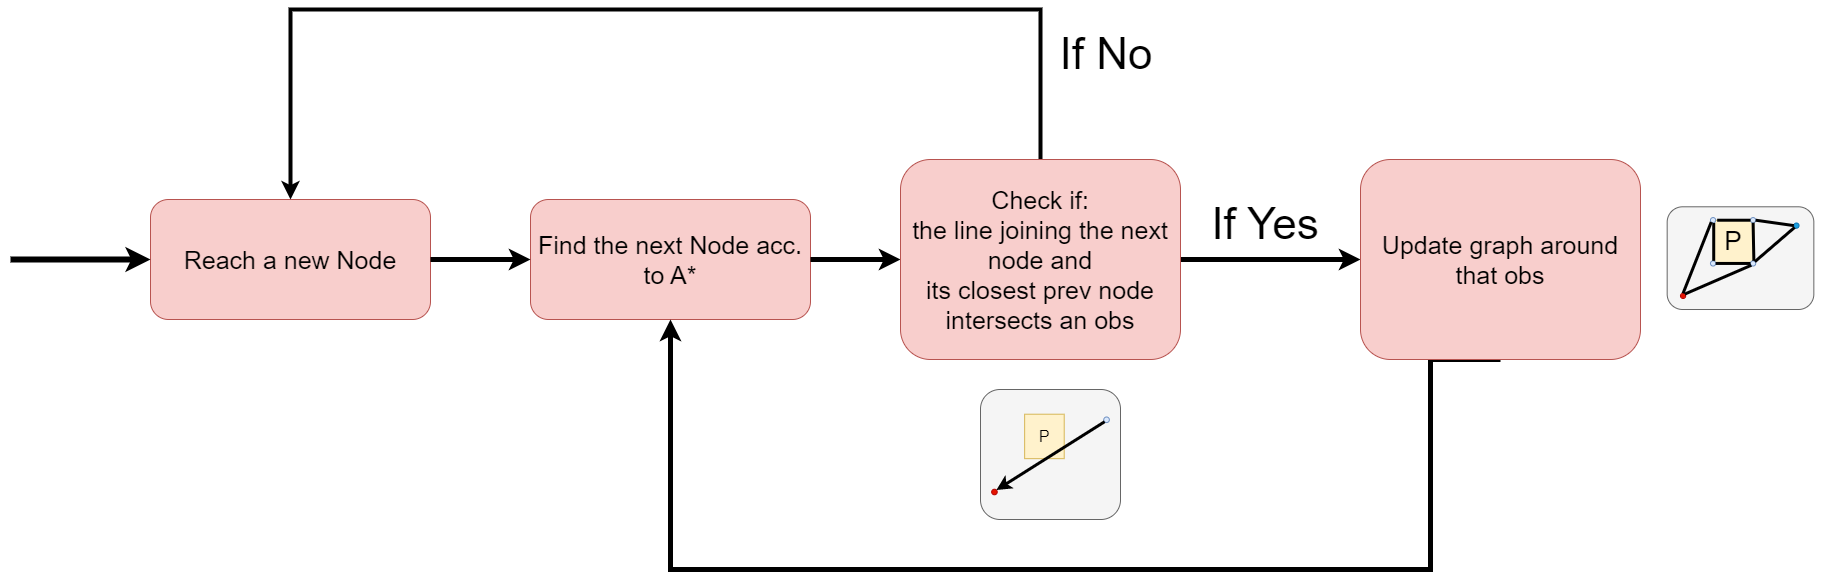 If No
Reach a new Node
Find the next Node acc.
to A*
Check if:
the line joining the next
node and
its closest prev node
intersects an obs
If Yes
Update graph around
that obs
P
P